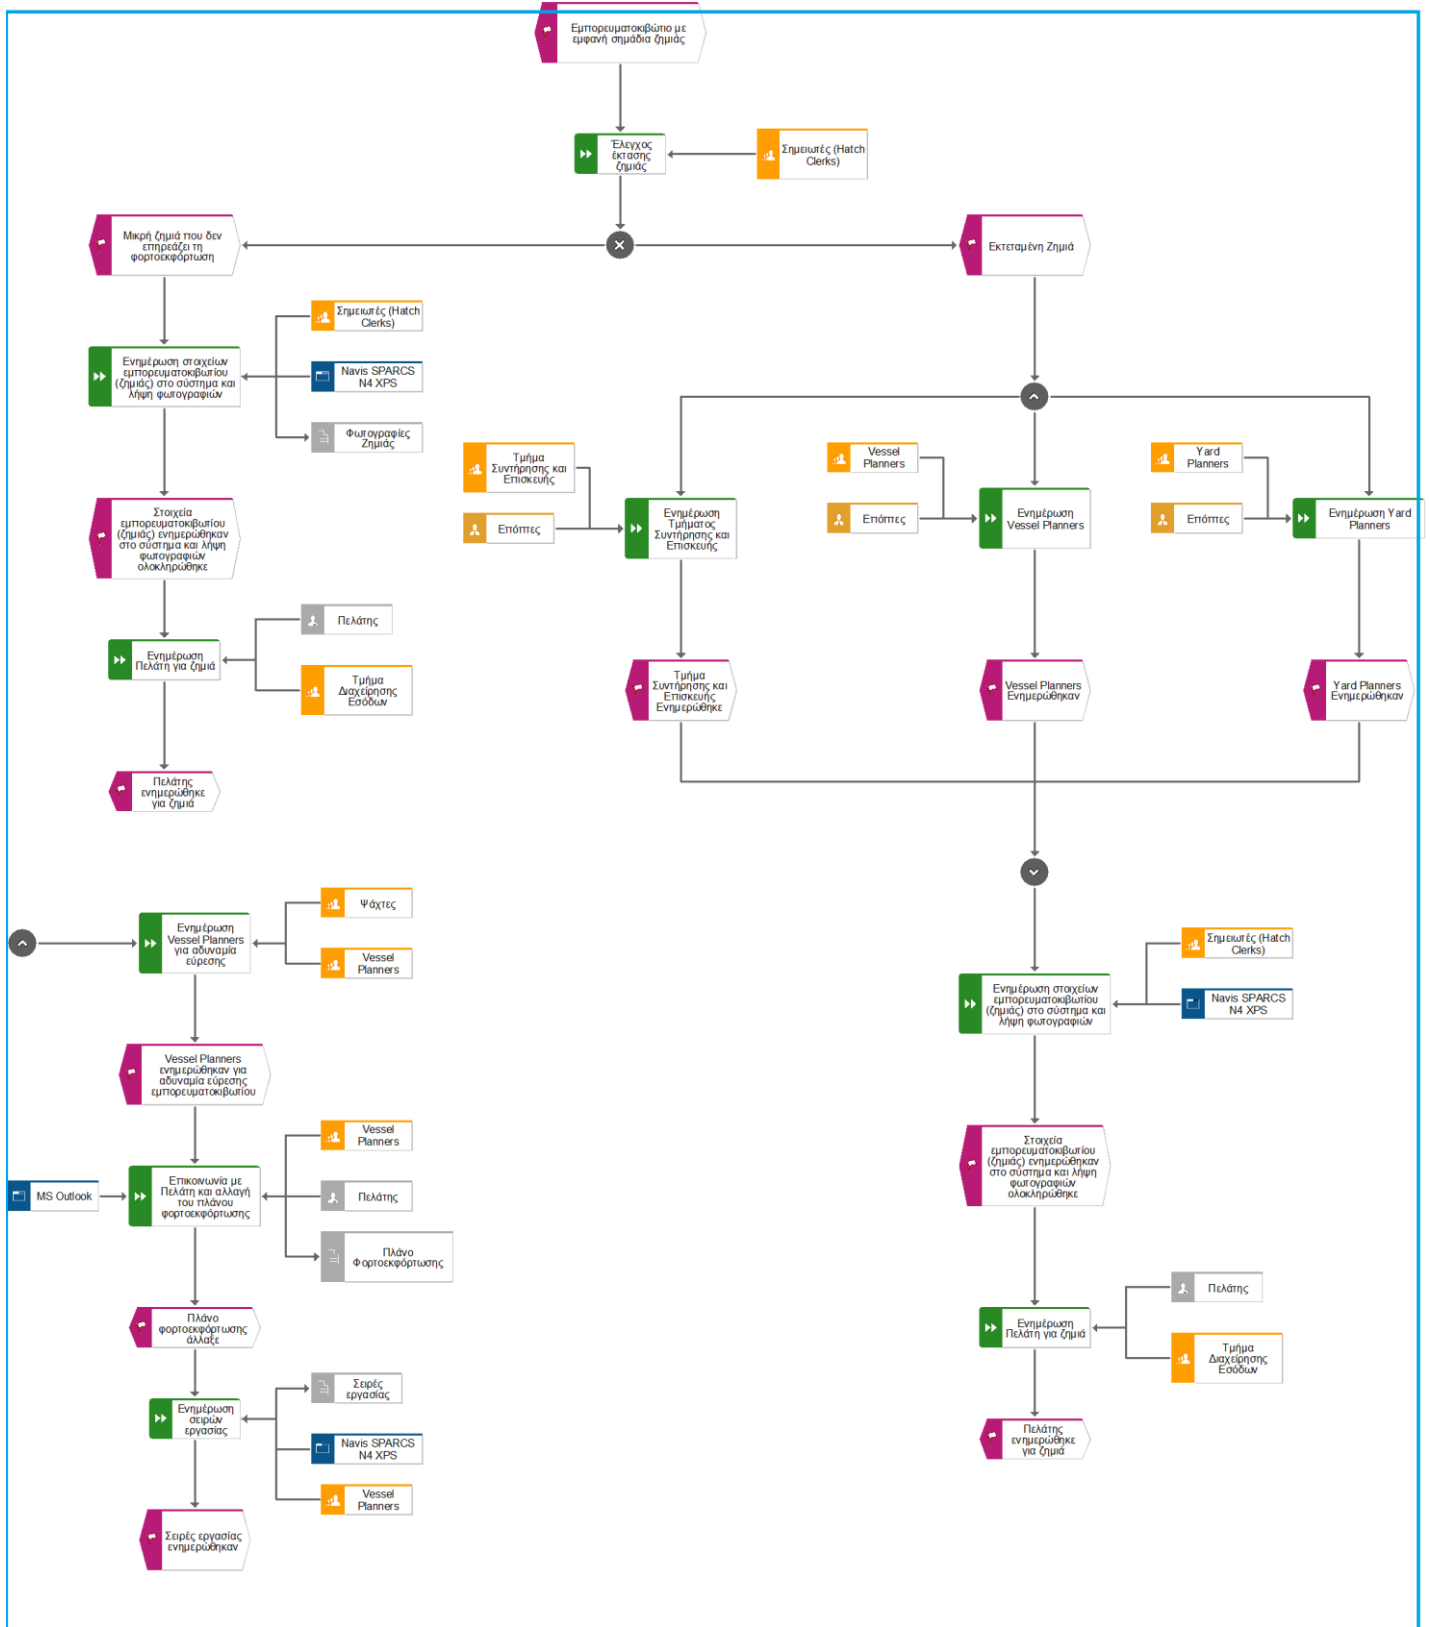 Εμπορευματοκιβώτιο με
εμφανή σημάδια ζημιάς
Έλεγχος
έκτασης
ζημιάς
Σημειωτές (Hatch
Clerks)
Μικρή ζημιά που δεν
επηρεάζει τη
φορτοεκφόρτωση
Εκτεταμένη Ζημιά
Σημειωτές (Hatch
Clerks)
Ενημέρωση στοιχείων
εμπορευματοκιβωτίου
(ζημιάς) στο σύστημα και
λήψη φωτογραφιών
Navis SPARCS
N4 XPS
Φωτογραφίες
Ζημιάς
Τμήμα
Συντήρησης και
Επισκευής
Επόπτες
Ενημέρωση
Τμήματος
Συντήρησης και
Επισκευής
Vessel
Planners
Επόπτες
Ενημέρωση
Vessel Planners
Yard
Planners
Επόπτες
Ενημέρωση Yard
Planners
Στοιχεία
εμπορευματοκιβωτίου
(ζημιάς) ενημερώθηκαν
στο σύστημα και λήψη
φωτογραφιών
ολοκληρώθηκε
Πελάτης
Ενημέρωση
Πελάτη για ζημιά
Τμήμα
Διαχείρησης
Εσόδων
Τμήμα
Συντήρησης και
Επισκευής
Ενημερώθηκε
Vessel Planners
Ενημερώθηκαν
Yard Planners
Ενημερώθηκαν
Πελάτης
ενημερώθηκε
για ζημιά
Ψάχτες
Ενημέρωση
Vessel Planners
για αδυναμία
εύρεσης
Vessel
Planners
Σημειωτές (Hatch
Clerks)
Ενημέρωση στοιχείων
εμπορευματοκιβωτίου
(ζημιάς) στο σύστημα και
λήψη φωτογραφιών
Navis SPARCS
N4 XPS
Vessel Planners
ενημερώθηκαν για
αδυναμία εύρεσης
εμπορευματοκιβωτίου
Vessel
Planners
MS Outlook
Επικοινωνία με
Πελάτη και αλλαγή
του πλάνου
φορτοεκφόρτωσης
Πελάτης
Πλάνο
Φορτοεκφόρτωσης
Στοιχεία
εμπορευματοκιβωτίου
(ζημιάς) ενημερώθηκαν
στο σύστημα και λήψη
φωτογραφιών
ολοκληρώθηκε
Πλάνο
φορτοεκφόρτωσης
άλλαξε
Πελάτης
Ενημέρωση
Πελάτη για ζημιά
Τμήμα
Διαχείρησης
Εσόδων
Σειρές
εργασίας
Ενημέρωση
σειρών
εργασίας
Navis SPARCS
N4 XPS
Vessel
Planners
Πελάτης
ενημερώθηκε
για ζημιά
Σειρές εργασίας
ενημερώθηκαν